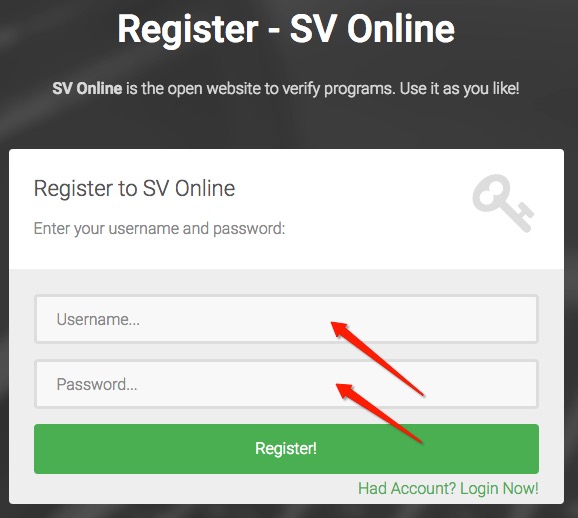 Register - SV Online
SV Online is the open website to verify programs. Use it as you like!
Register to SV Online
Enter your username and password:
Username...
Password...
Register!
Had Account? Login Now!